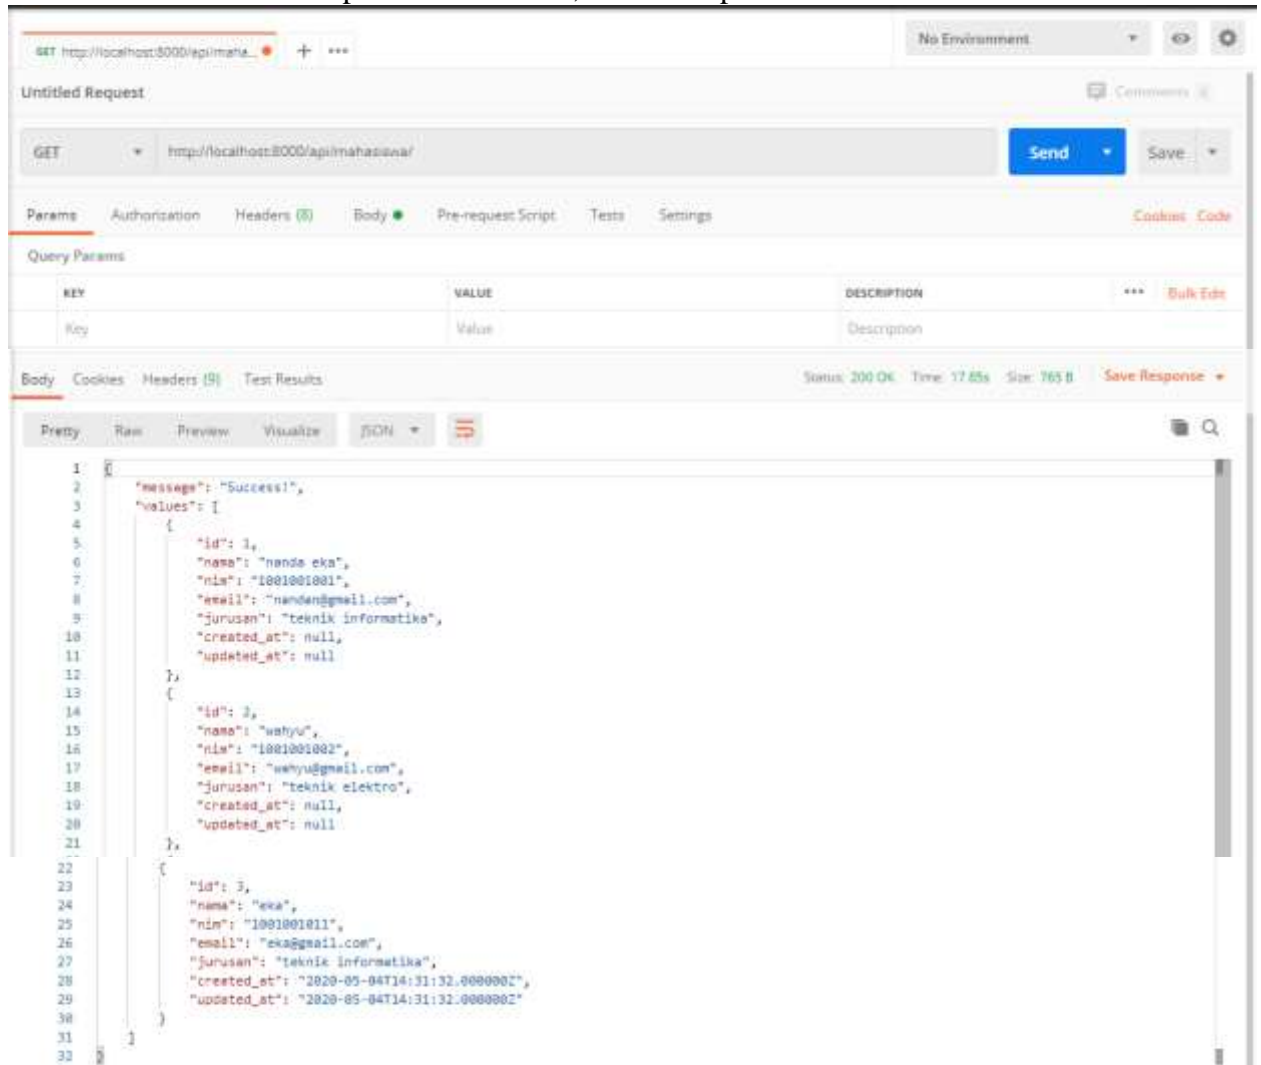 GET http://localhost:8000/api/maha...
No Environment
Untitled Request
Comments
GET http://localhost:8000/api/mahasiswa/ Send Save
Params Authorization Headers (8) Body Pre-request Script Tests Settings Cookies Code
Query Params
KEY VALUE DESCRIPTION ••• Bulk Edit
Key Value Description
Body Cookies Headers (9) Test Results Status: 200 OK Time: 17.65s Size: 765 B Save Response
Pretty Raw Preview Visualize JSON
1 {
2 "message": "Success!",
3 "values": [
4 {
5 "id": 1,
6 "nama": "nanda eka",
7 "nim": "1001001001",
8 "email": "nandan@gmail.com",
9 "jurusan": "teknik informatika",
10 "created_at": null,
11 "updated_at": null
12 },
13 {
14 "id": 2,
15 "nama": "wahyu",
16 "nim": "1001001002",
17 "email": "wahyu@gmail.com",
18 "jurusan": "teknik elektro",
19 "created_at": null,
20 "updated_at": null
21 },
22 {
23 "id": 3,
24 "nama": "eka",
25 "nim": "1001001011",
26 "email": "eka@gmail.com",
27 "jurusan": "teknik informatika",
28 "created_at": "2020-05-04T14:31:32.000000Z",
29 "updated_at": "2020-05-04T14:31:32.000000Z"
30 }
31 ]
32 }